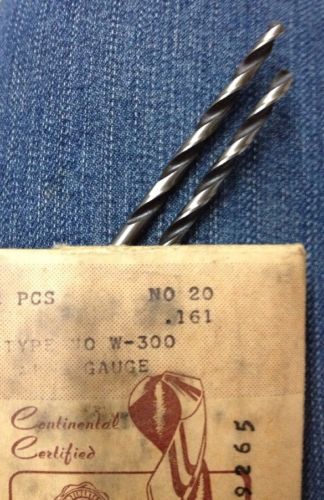 PCS NO 20
.161
TYPE NO W-300
GAUGE
Continental
Certified
9265